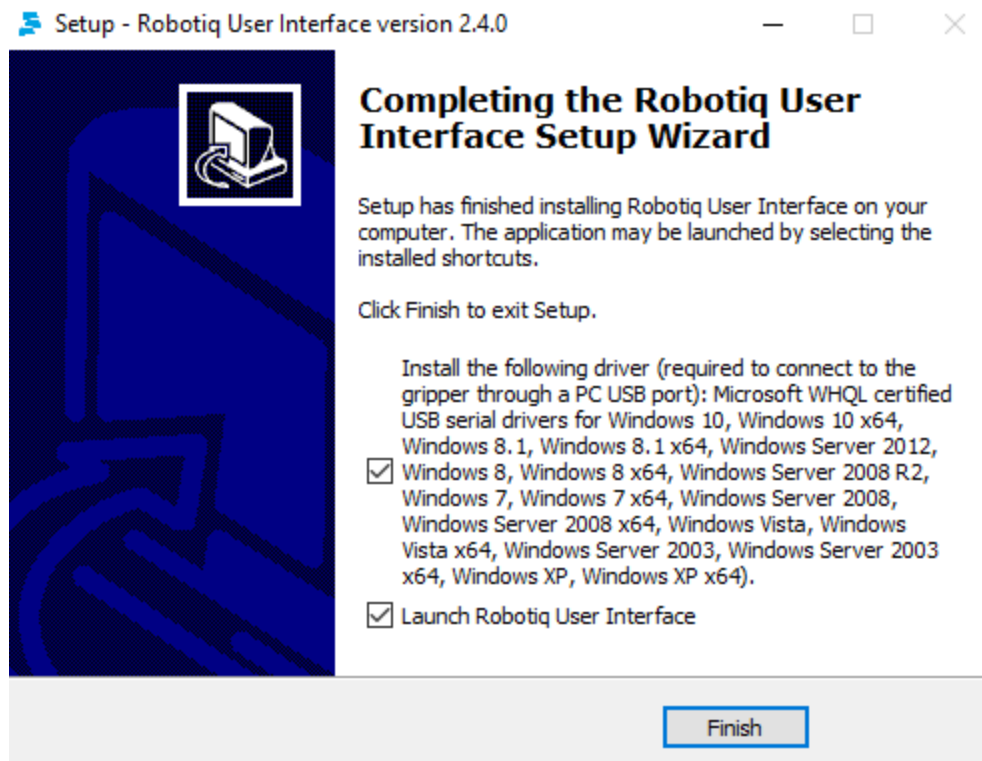 Setup - Robotiq User Interface version 2.4.0
Completing the Robotiq User
Interface Setup Wizard
Setup has finished installing Robotiq User Interface on your
computer. The application may be launched by selecting the
installed shortcuts.
Click Finish to exit Setup.
Install the following driver (required to connect to the
gripper through a PC USB port): Microsoft WHQL certified
USB serial drivers for Windows 10, Windows 10 x64,
Windows 8.1, Windows 8.1 x64, Windows Server 2012,
Windows 8, Windows 8 x64, Windows Server 2008 R2,
Windows 7, Windows 7 x64, Windows Server 2008,
Windows Server 2008 x64, Windows Vista, Windows
Vista x64, Windows Server 2003, Windows Server 2003
x64, Windows XP, Windows XP x64).
Launch Robotiq User Interface
Finish